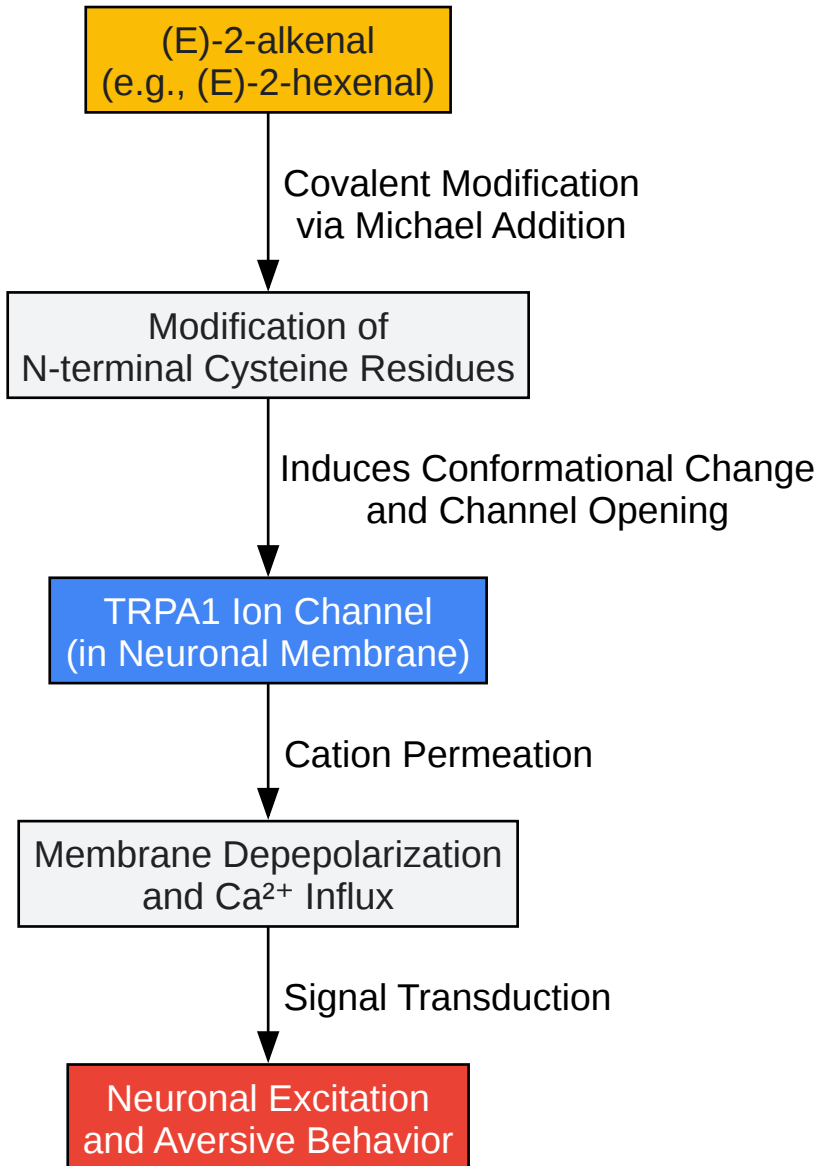 (E)-2-alkenal
(e.g., (E)-2-hexenal)
Covalent Modification
via Michael Addition
Modification of
N-terminal Cysteine Residues
Induces Conformational Change
and Channel Opening
TRPA1 Ion Channel
(in Neuronal Membrane)
Cation Permeation
Membrane Depepolarization
and Ca²⁺ Influx
Signal Transduction
Neuronal Excitation
and Aversive Behavior